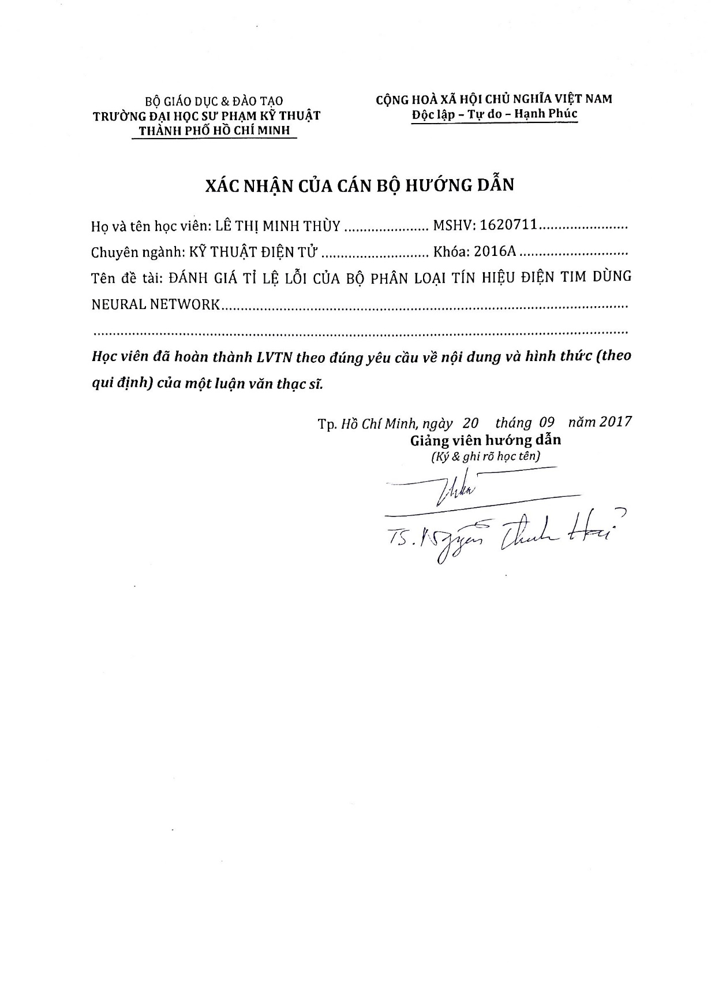 BỘ GIÁO DỤC & ĐÀO TẠO
TRƯỜNG ĐẠI HỌC SƯ PHẠM KỸ THUẬT
THÀNH PHỐ HỒ CHÍ MINH
CỘNG HOÀ XÃ HỘI CHỦ NGHĨA VIỆT NAM
Độc lập – Tự do – Hạnh Phúc
XÁC NHẬN CỦA CÁN BỘ HƯỚNG DẪN
Họ và tên học viên: LÊ THỊ MINH THÙY ...................... MSHV: 1620711.......................
Chuyên ngành: KỸ THUẬT ĐIỆN TỬ ............................ Khóa: 2016A ............................
Tên đề tài: ĐÁNH GIÁ TỈ LỆ LỖI CỦA BỘ PHÂN LOẠI TÍN HIỆU ĐIỆN TIM DÙNG
NEURAL NETWORK.........................................................................................................
..........................................................................................................................................
Học viên đã hoàn thành LVTN theo đúng yêu cầu về nội dung và hình thức (theo
qui định) của một luận văn thạc sĩ.
Tp. Hồ Chí Minh, ngày 20 tháng 09 năm 2017
Giảng viên hướng dẫn
(Ký & ghi rõ học tên)
TS. Nguyễn Thanh Hải